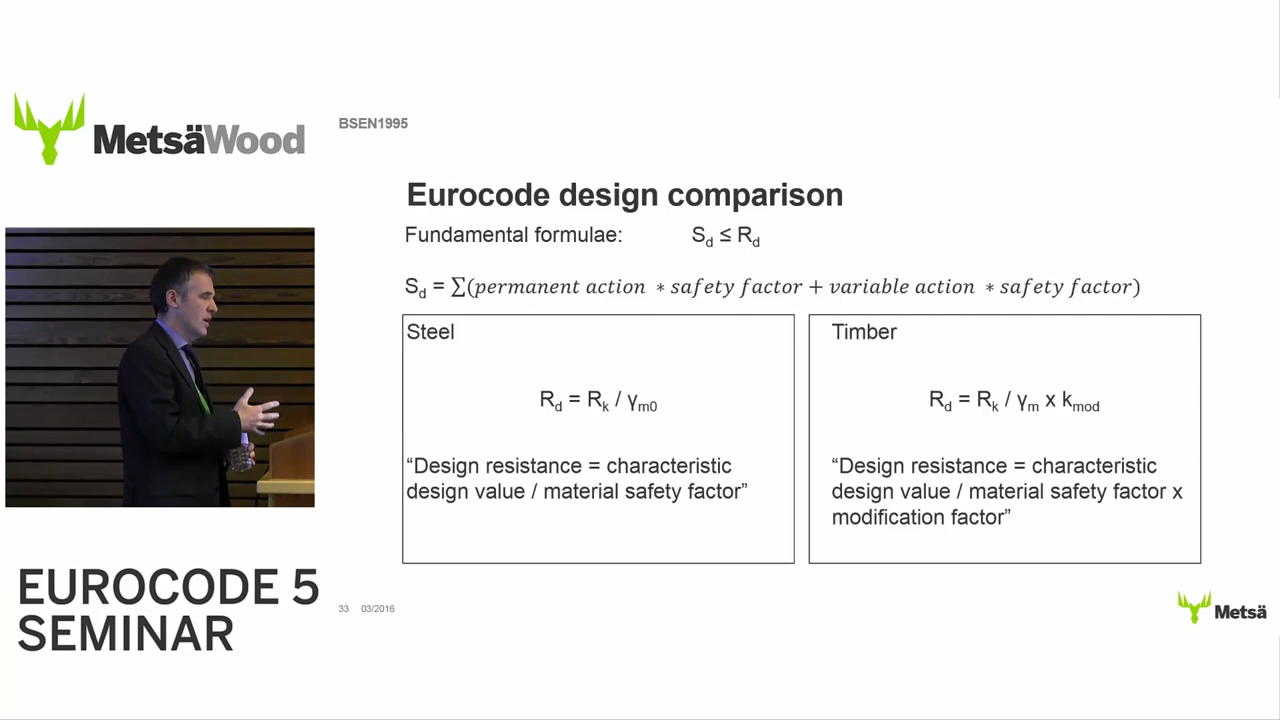 MetsäWood
BSEN1995
Eurocode design comparison
Fundamental formulae: S_d ≤ R_d
S_d = ∑(permanent action * safety factor + variable action * safety factor)
Steel
R_d = R_k / γ_m0
“Design resistance = characteristic
design value / material safety factor”
Timber
R_d = R_k / γ_m x k_mod
“Design resistance = characteristic
design value / material safety factor x
modification factor”
EUROCODE 5
SEMINAR
33 03/2016
Metsä